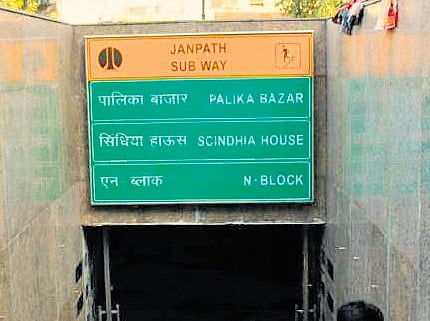 JANPATH
SUB WAY
पालिका बाजार PALIKA BAZAR
सिंधिया हाऊस SCINDHIA HOUSE
एन ब्लाक N-BLOCK